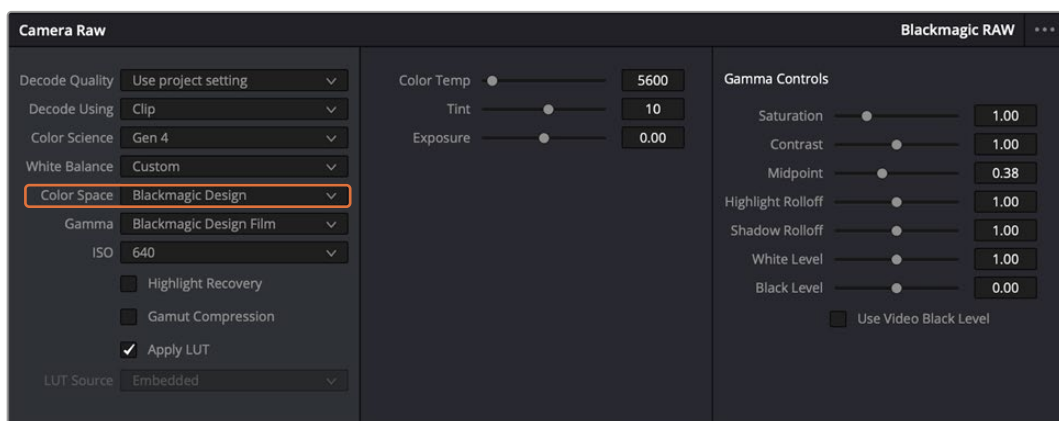 Camera Raw
Blackmagic RAW
Decode Quality Use project setting
Decode Using Clip
Color Science Gen 4
White Balance Custom
Color Space Blackmagic Design
Gamma Blackmagic Design Film
ISO 640
Highlight Recovery
Gamut Compression
Apply LUT
LUT Source Embedded
Color Temp 5600
Tint 10
Exposure 0.00
Gamma Controls
Saturation 1.00
Contrast 1.00
Midpoint 0.38
Highlight Rolloff 1.00
Shadow Rolloff 1.00
White Level 1.00
Black Level 0.00
Use Video Black Level